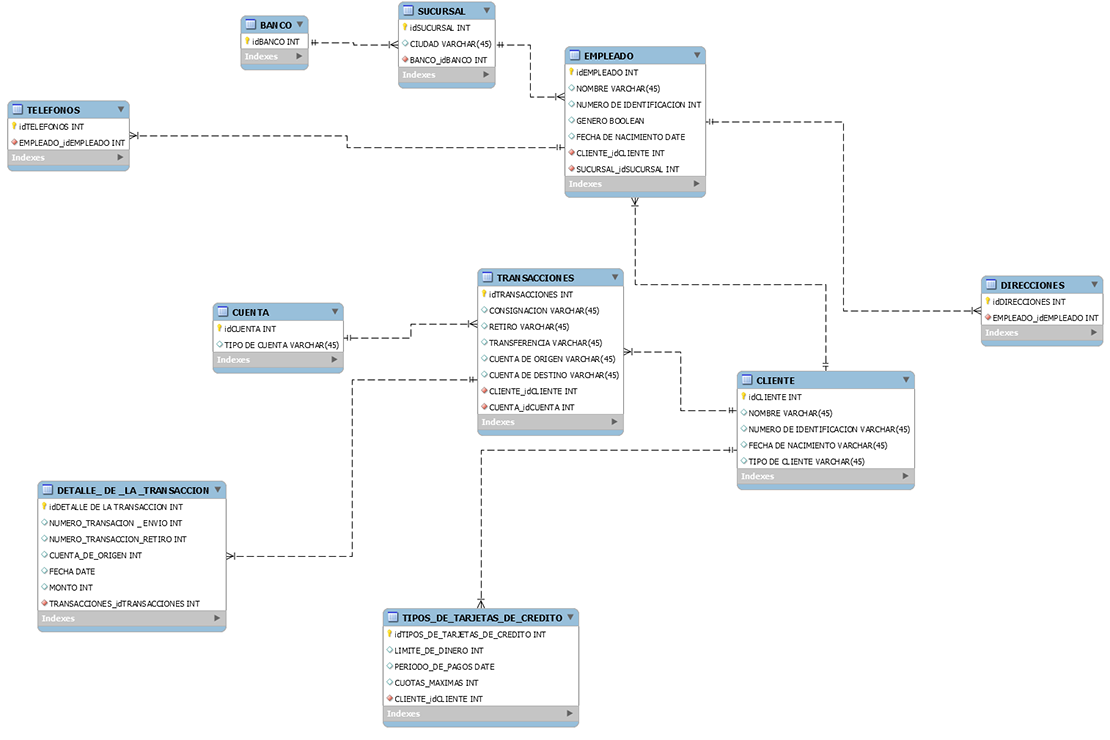 BANCO
idBANCO INT
Indexes
SUCURSAL
idSUCURSAL INT
CIUDAD VARCHAR(45)
BANCO_idBANCO INT
Indexes
EMPLEADO
idEMPLEADO INT
NOMBRE VARCHAR(45)
NUMERO DE IDENTIFICACION INT
GENERO BOOLEAN
FECHA DE NACIMIENTO DATE
CLIENTE_idCLIENTE INT
SUCURSAL_idSUCURSAL INT
Indexes
TELEFONOS
idTELEFONOS INT
EMPLEADO_idEMPLEADO INT
Indexes
TRANSACCIONES
idTRANSACCIONES INT
CONSIGNACION VARCHAR(45)
RETIRO VARCHAR(45)
TRANSFERENCIA VARCHAR(45)
CUENTA DE ORIGEN VARCHAR(45)
CUENTA DE DESTINO VARCHAR(45)
CLIENTE_idCLIENTE INT
CUENTA_idCUENTA INT
Indexes
DIRECCIONES
idDIRECCIONES INT
EMPLEADO_idEMPLEADO INT
Indexes
CUENTA
idCUENTA INT
TIPO DE CUENTA VARCHAR(45)
Indexes
CLIENTE
idCLIENTE INT
NOMBRE VARCHAR(45)
NUMERO DE IDENTIFICACION VARCHAR(45)
FECHA DE NACIMIENTO VARCHAR(45)
TIPO DE CLIENTE VARCHAR(45)
Indexes
DETALLE_ DE _LA _TRANSACCION
idDETALLE DE LA TRANSACCION INT
NUMERO_TRANSACION _ ENVIO INT
NUMERO_TRANSACCION_RETIRO INT
CUENTA_DE_ORIGEN INT
FECHA DATE
MONTO INT
TRANSACCIONES_idTRANSACCIONES INT
Indexes
TIPOS_DE_TARJETAS_DE_CREDITO
idTIPOS_DE_TARJETAS_DE_CREDITO INT
LIMITE_DE_DINERO INT
PERIODO_DE_PAGOS DATE
CUOTAS_MAXIMAS INT
CLIENTE_idCLIENTE INT
Indexes